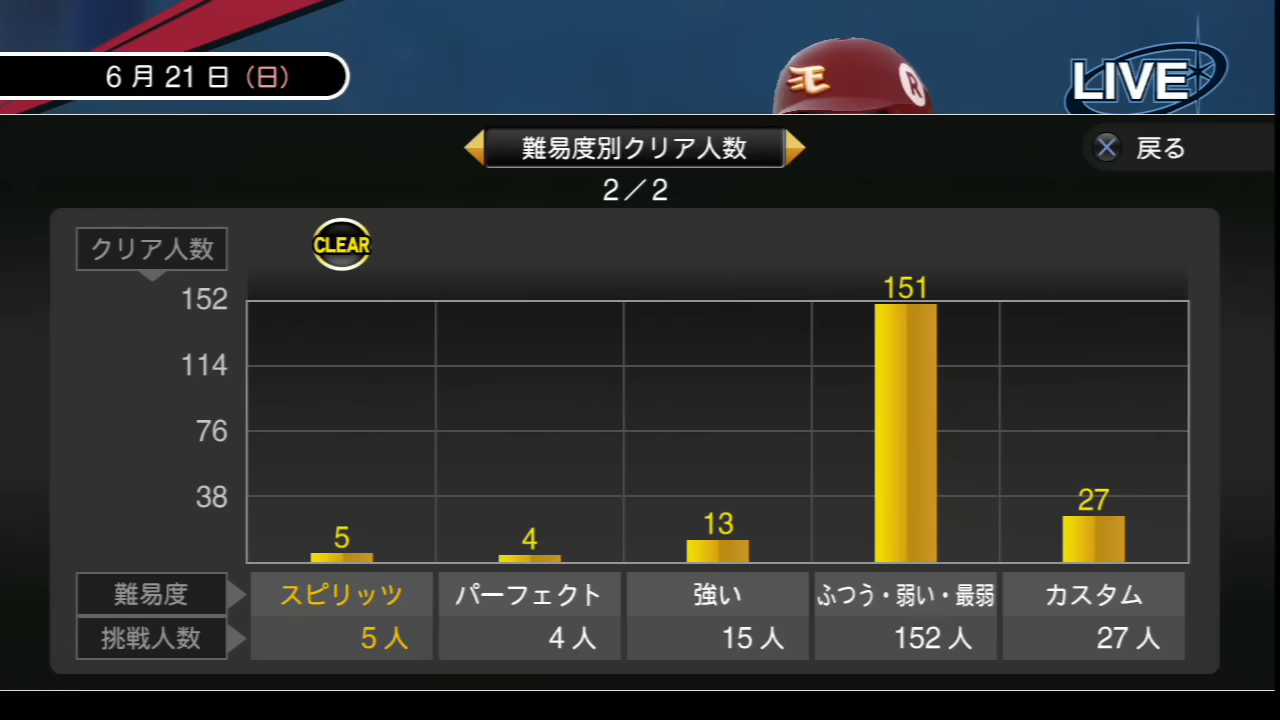 6月21日(日)
LIVE
R
難易度別クリア人数
戻る
2/2
クリア人数
CLEAR
152
114
76
38
5
4
13
151
27
難易度
スピリッツ
パーフェクト
強い
ふつう・弱い・最弱
カスタム
挑戦人数
5人
4人
15人
152人
27人